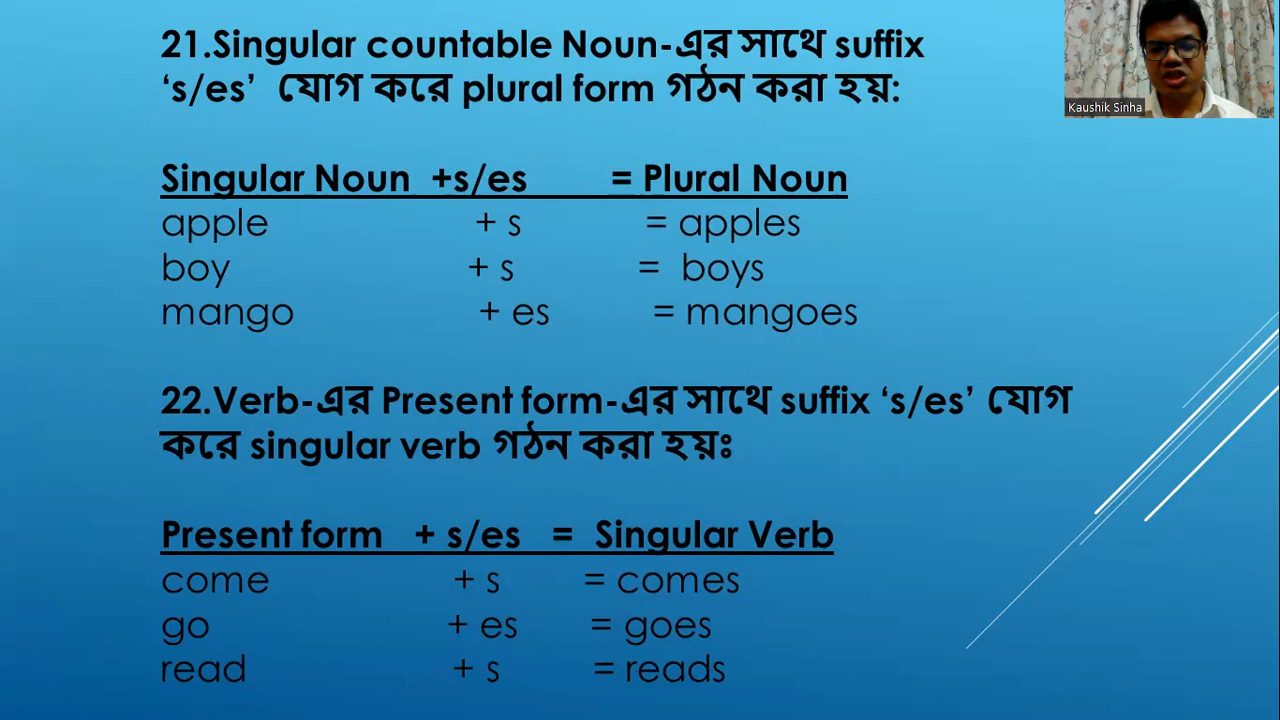 21.Singular countable Noun-এর সাথে suffix
‘s/es’ যোগ করে plural form গঠন করা হয়:
Kaushik Sinha
Singular Noun +s/es = Plural Noun
apple + s = apples
boy + s = boys
mango + es = mangoes
22.Verb-এর Present form-এর সাথে suffix ‘s/es’ যোগ
করে singular verb গঠন করা হয়ঃ
Present form + s/es = Singular Verb
come + s = comes
go + es = goes
read + s = reads